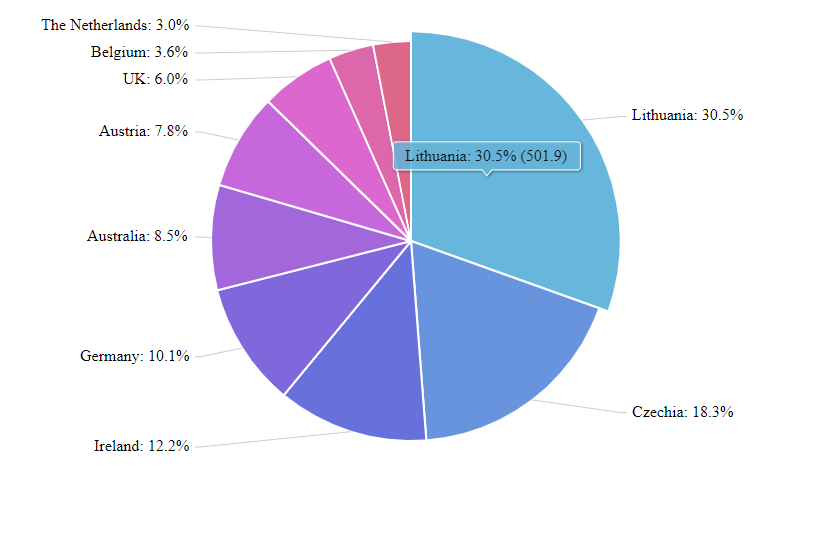 The Netherlands: 3.0%
Belgium: 3.6%
UK: 6.0%
Lithuania: 30.5%
Austria: 7.8%
Lithuania: 30.5% (501.9)
Australia: 8.5%
Germany: 10.1%
Czechia: 18.3%
Ireland: 12.2%